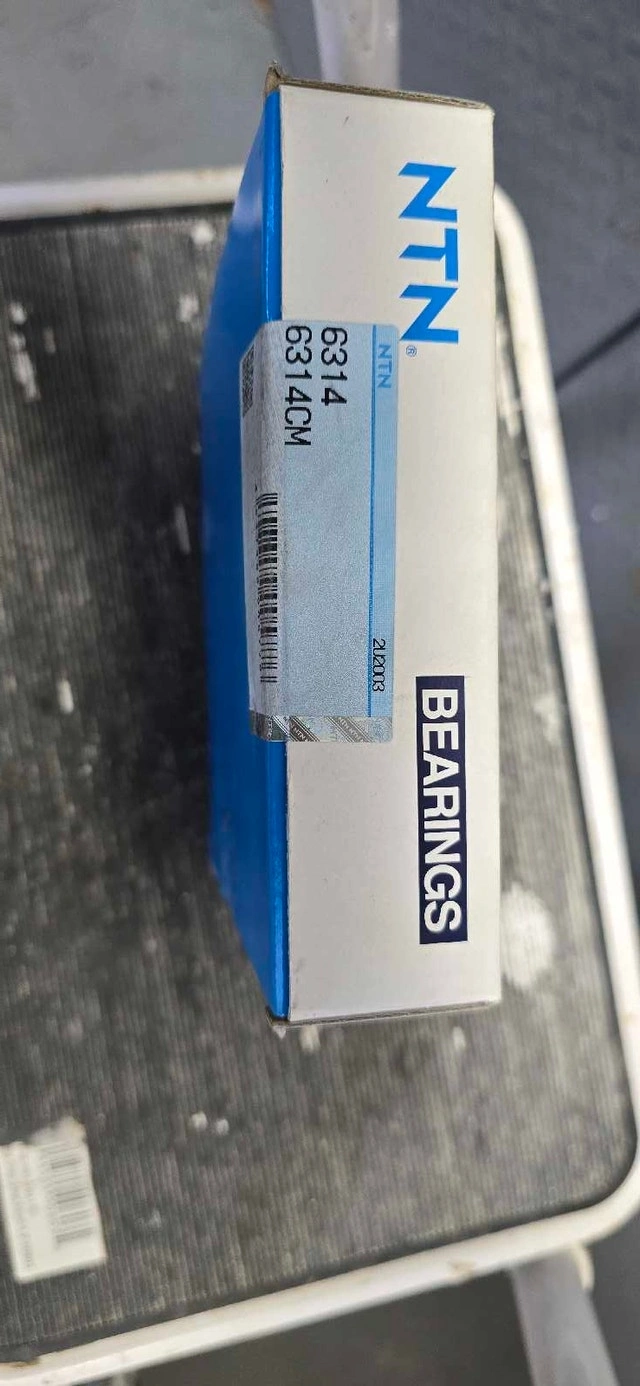 NTN®
BEARINGS
NTN
2U2003
6314
6314CM